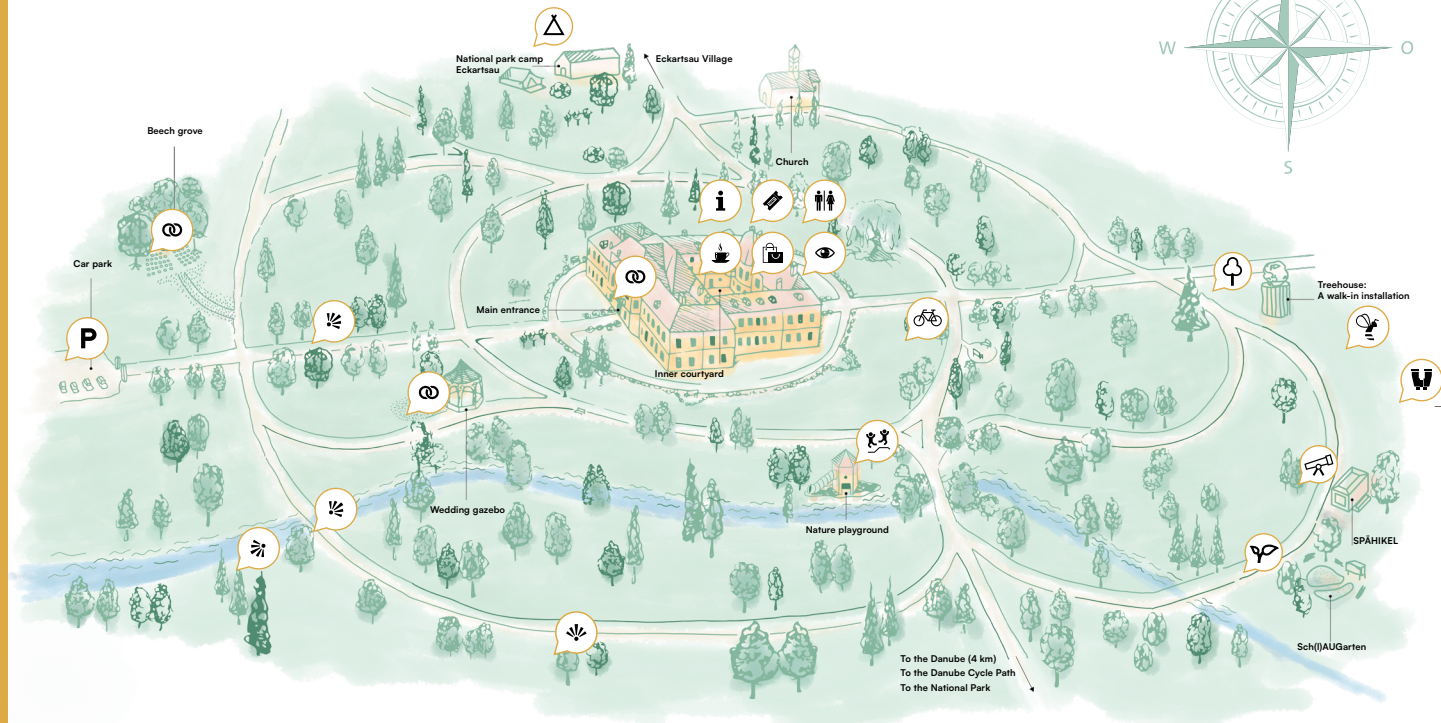 W
O
S
National park camp
Eckartsau
Eckartsau Village
Beech grove
Church
Car park
P
i
Main entrance
Inner courtyard
Treehouse:
A walk-in installation
Wedding gazebo
Nature playground
SPÄHIKEL
Sch(l)AUGarten
To the Danube (4 km)
To the Danube Cycle Path
To the National Park